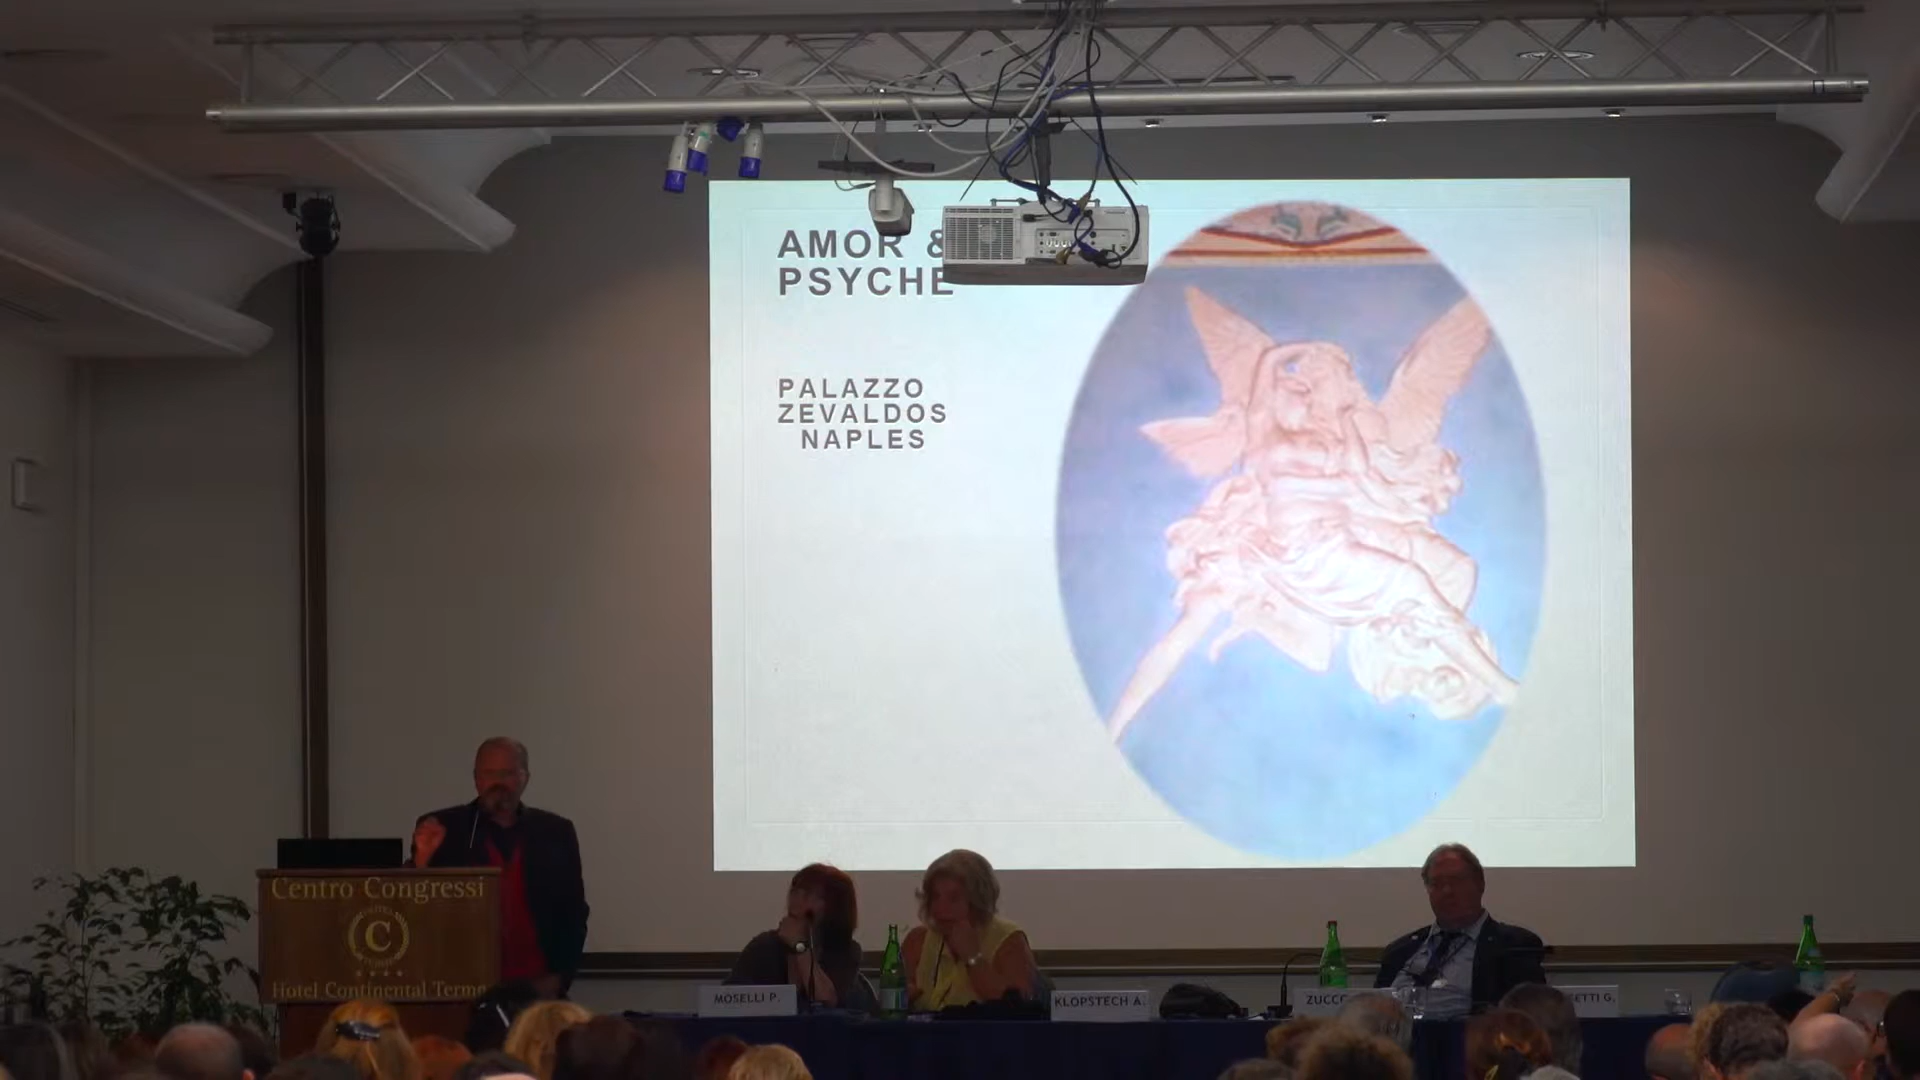 AMOR &
PSYCHE
PALAZZO
ZEVALDOS
NAPLES
Centro Congressi
C
Hotel Continental Terme
MOSELLI P.
KLOPSTECH A.